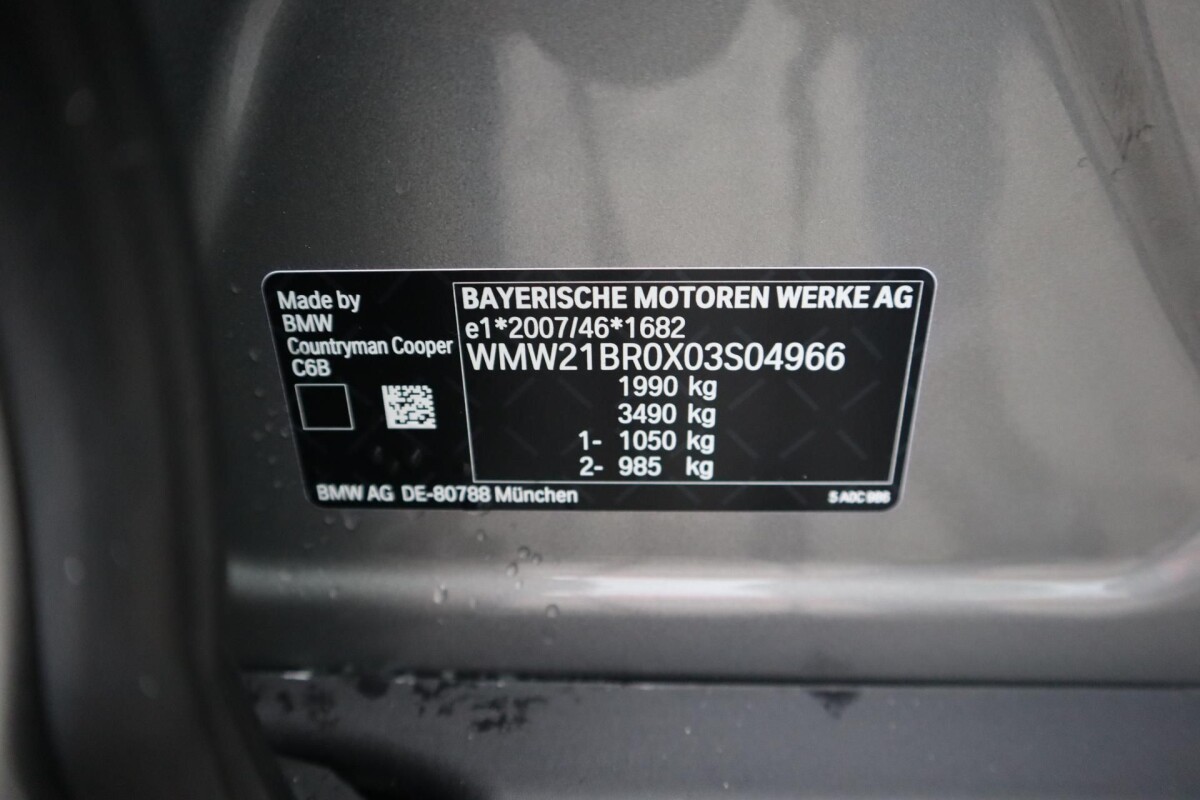 Made by
BMW
Countryman Cooper
C6B
BMW AG DE-80788 München
BAYERISCHE MOTOREN WERKE AG
e1*2007/46*1682
WMW21BR0X03S04966
1990 kg
3490 kg
1- 1050 kg
2- 985 kg